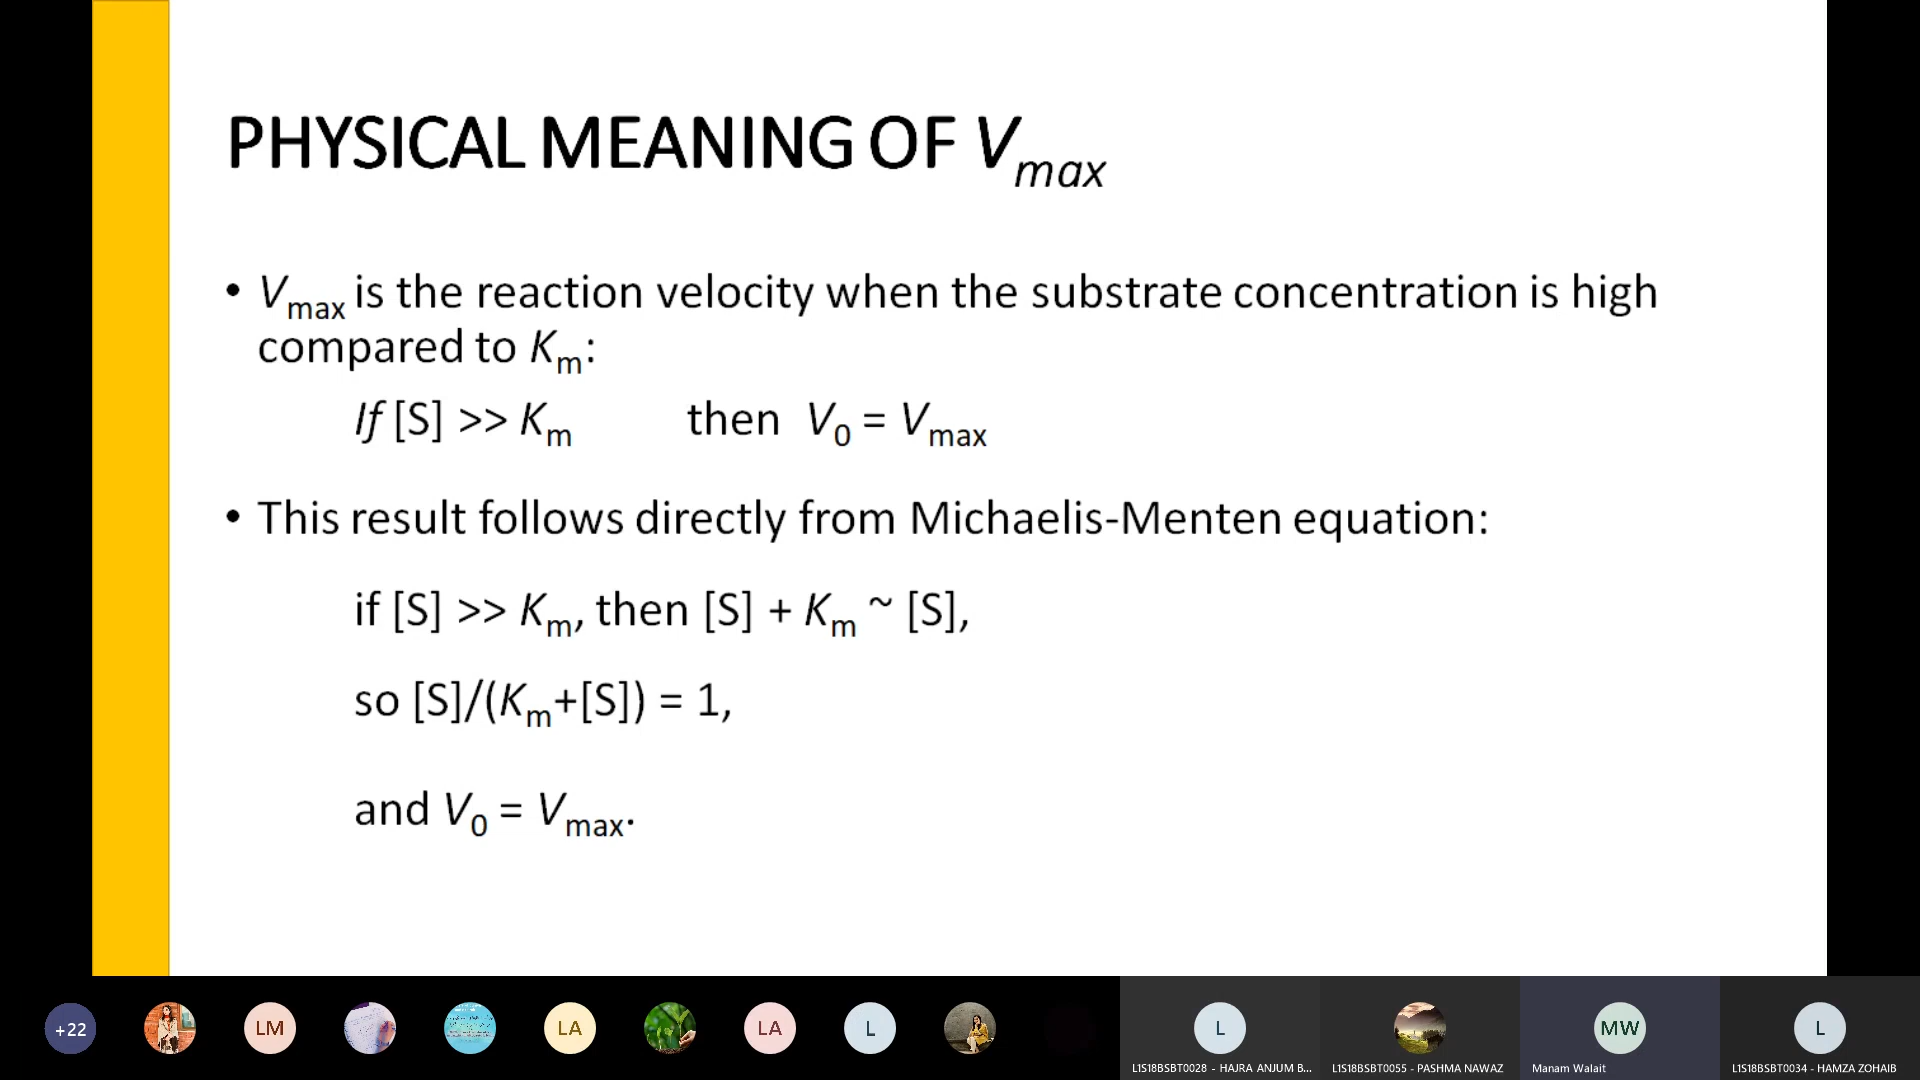 PHYSICAL MEANING OF Vmax
• Vmax is the reaction velocity when the substrate concentration is high
compared to Km:
If [S] >> Km then V0 = Vmax
• This result follows directly from Michaelis-Menten equation:
if [S] >> Km, then [S] + Km ~ [S],
so [S]/(Km+[S]) = 1,
and V0 = Vmax.
+22
LM
LA
LA
L
L
MW
L
L1S18BSBT0028 - HAJRA ANJUM B...
L1S18BSBT0055 - PASHMA NAWAZ
Manam Walait
L1S18BSBT0034 - HAMZA ZOHAIB